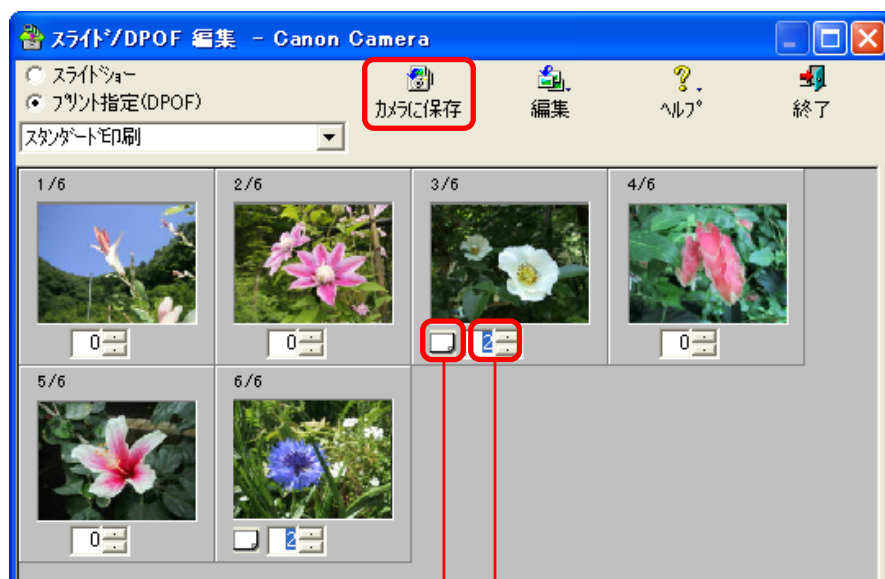 スライド/DPOF 編集 - Canon Camera
スライドショー
プリント指定(DPOF)
カメラに保存
編集
ヘルプ
終了
スタンダード印刷
1/6
2/6
3/6
4/6
0
0
2
0
5/6
6/6
0
2